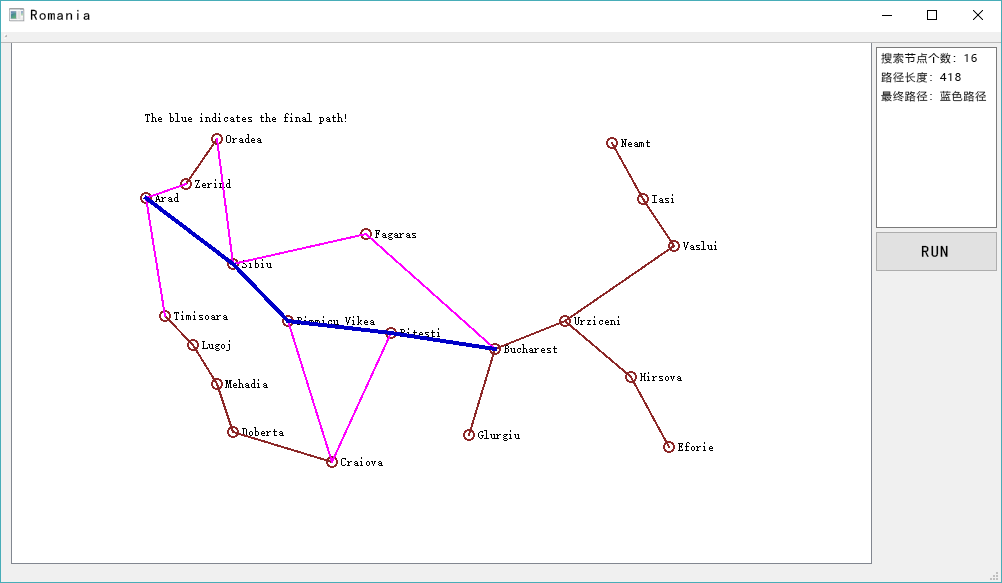 Romania
搜索节点个数: 16
路径长度: 418
最终路径: 蓝色路径
RUN
The blue indicates the final path!
Oradea
Neamt
Zerind
Arad
Iasi
Fagaras
Vaslui
Sibiu
Timisoara
Rimnicu Vikea
Urziceni
Pitesti
Lugoj
Bucharest
Hirsova
Mehadia
Doberta
Glurgiu
Eforie
Craiova